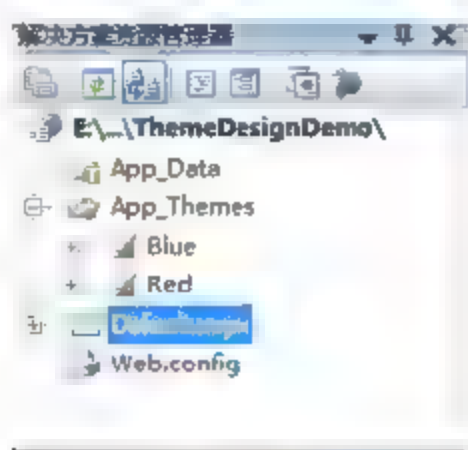 解决方案资源管理器
E:\...\ThemeDesignDemo\
App_Data
App_Themes
Blue
Red
Web.config